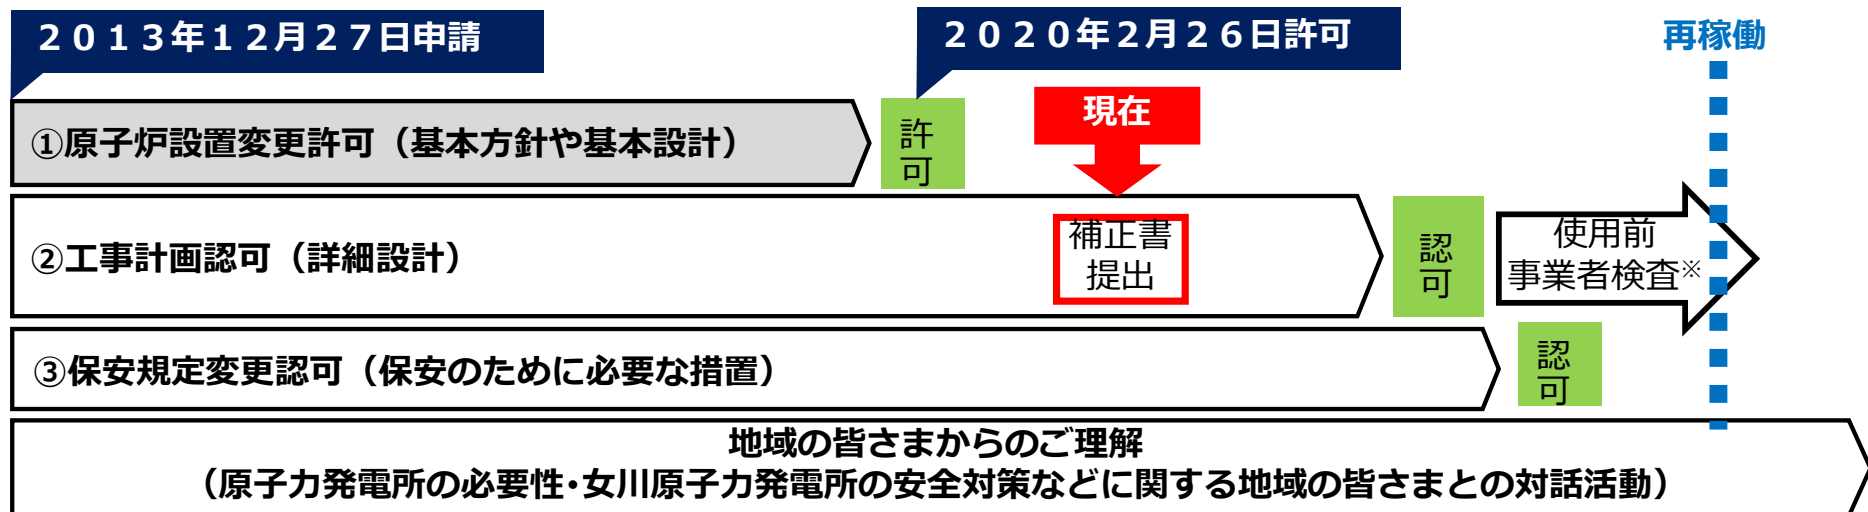 ２０１３年１２月２７日申請
２０２０年２月２６日許可
再稼働
①原子炉設置変更許可（基本方針や基本設計）
許
可
現在
②工事計画認可（詳細設計）
補正書
提出
認
可
使用前
事業者検査※
③保安規定変更認可（保安のために必要な措置）
認
可
地域の皆さまからのご理解
（原子力発電所の必要性・女川原子力発電所の安全対策などに関する地域の皆さまとの対話活動）